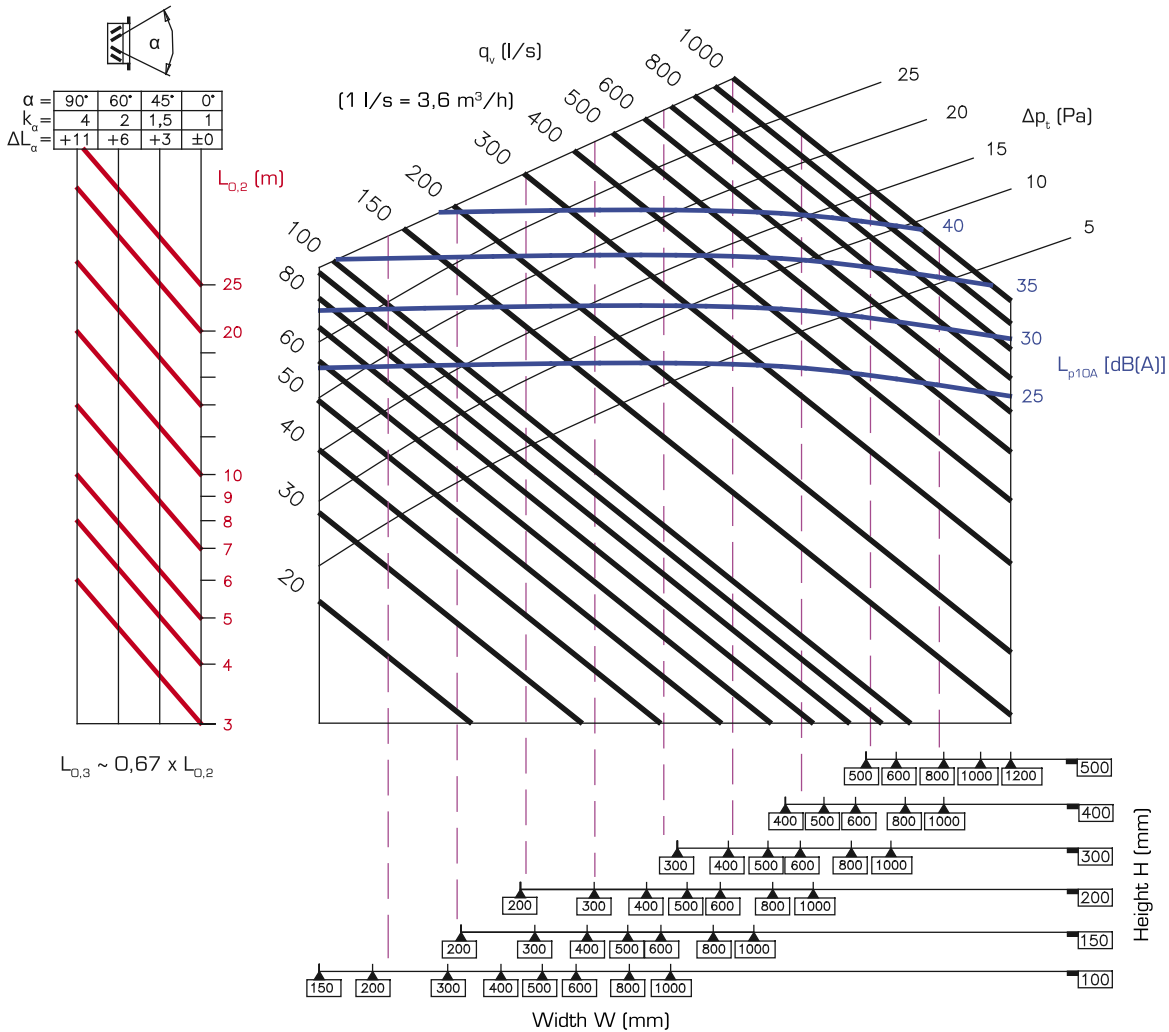 α
α = 90° 60° 45° 0°
kα = 4 2 1,5 1
ΔLα = +11 +6 +3 ±0
L0,2 (m)
25
20
10
9
8
7
6
5
4
3
L0,3 ~ 0,67 x L0,2
qv (l/s)
(1 l/s = 3,6 m³/h)
1000
800
600
500
400
300
200
150
100
80
60
50
40
30
20
25
20
15
10
5
Δpt (Pa)
40
35
30
25
Lp10A [dB(A)]
500 600 800 1000 1200 500
400 500 600 800 1000 400
300 400 500 600 800 1000 300
200 300 400 500 600 800 1000 200
200 300 400 500 600 800 1000 150
150 200 300 400 500 600 800 1000 100
Width W (mm)
Height H (mm)